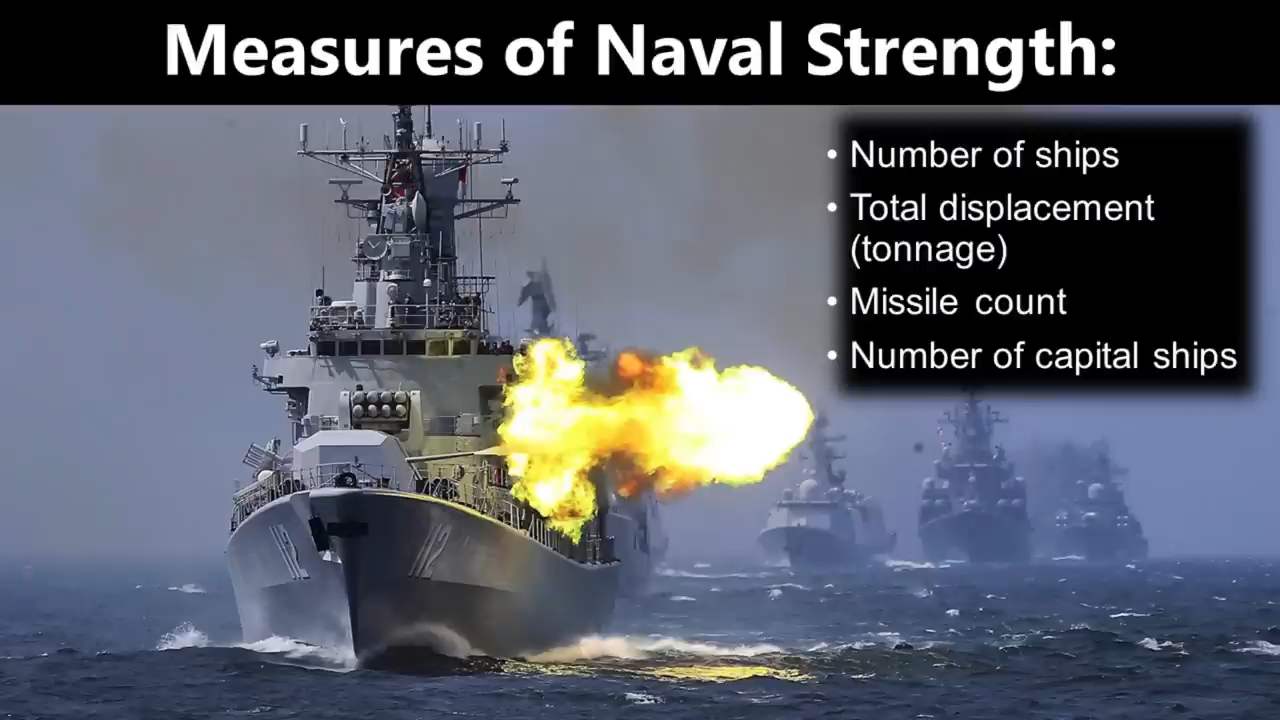 Measures of Naval Strength:
• Number of ships
• Total displacement
(tonnage)
• Missile count
• Number of capital ships
112
112